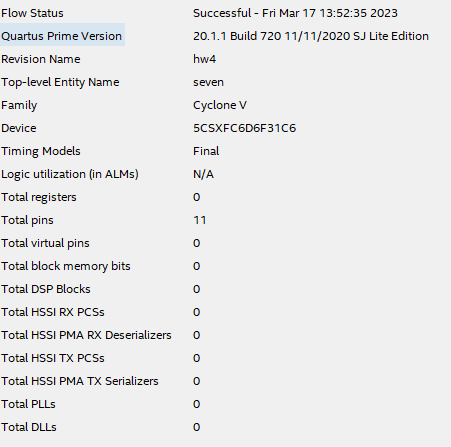 Flow Status Successful - Fri Mar 17 13:52:35 2023
Quartus Prime Version 20.1.1 Build 720 11/11/2020 SJ Lite Edition
Revision Name hw4
Top-level Entity Name seven
Family Cyclone V
Device 5CSXFC6D6F31C6
Timing Models Final
Logic utilization (in ALMs) N/A
Total registers 0
Total pins 11
Total virtual pins 0
Total block memory bits 0
Total DSP Blocks 0
Total HSSI RX PCSs 0
Total HSSI PMA RX Deserializers 0
Total HSSI TX PCSs 0
Total HSSI PMA TX Serializers 0
Total PLLs 0
Total DLLs 0